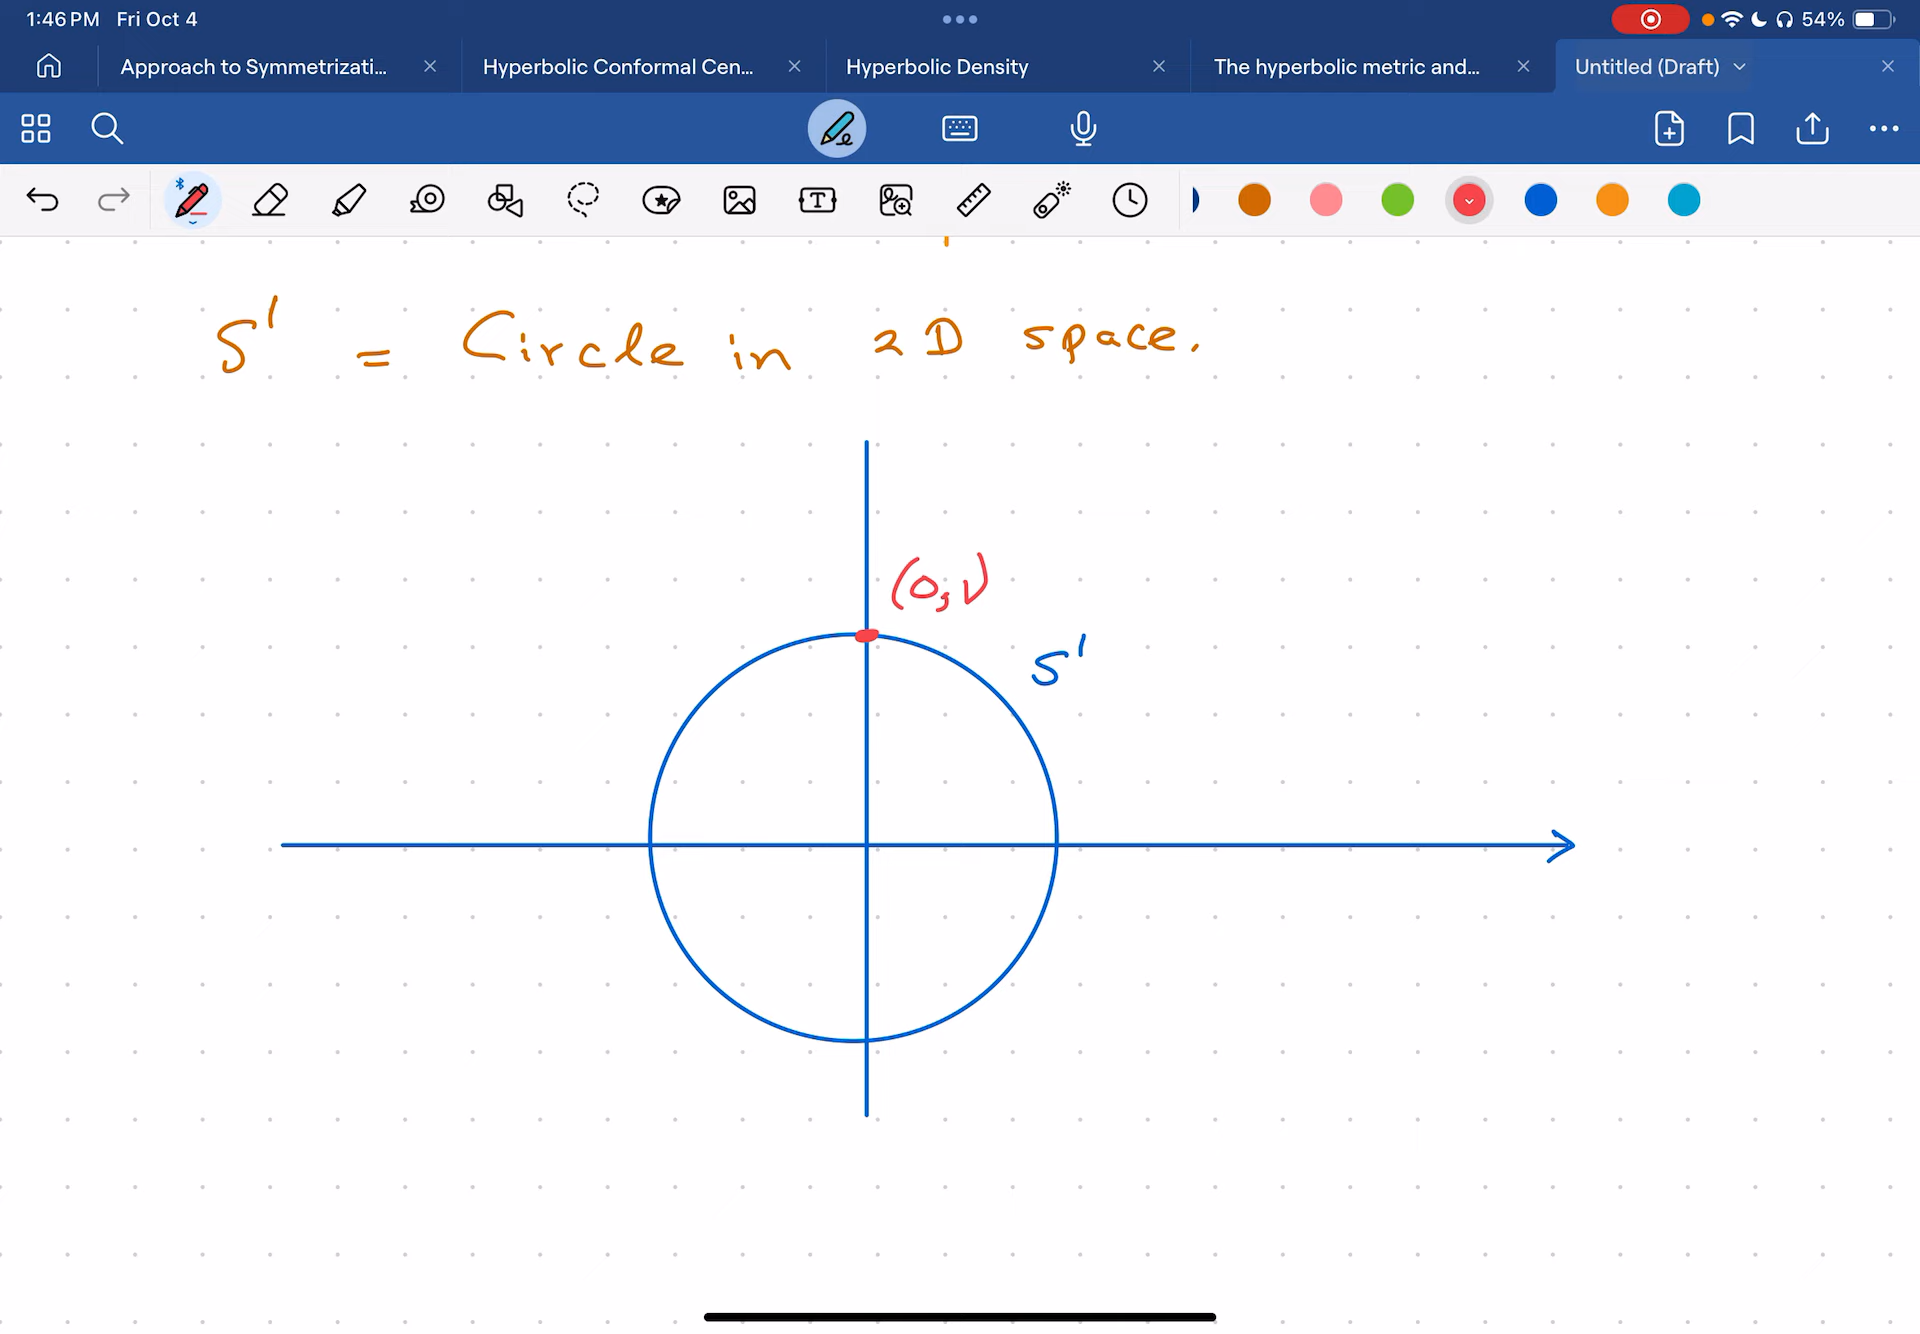 1:46 PM Fri Oct 4 54%
Approach to Symmetrizati... Hyperbolic Conformal Cen... Hyperbolic Density The hyperbolic metric and... Untitled (Draft)
S¹ = Circle in 2D space.
(0,1)
S¹